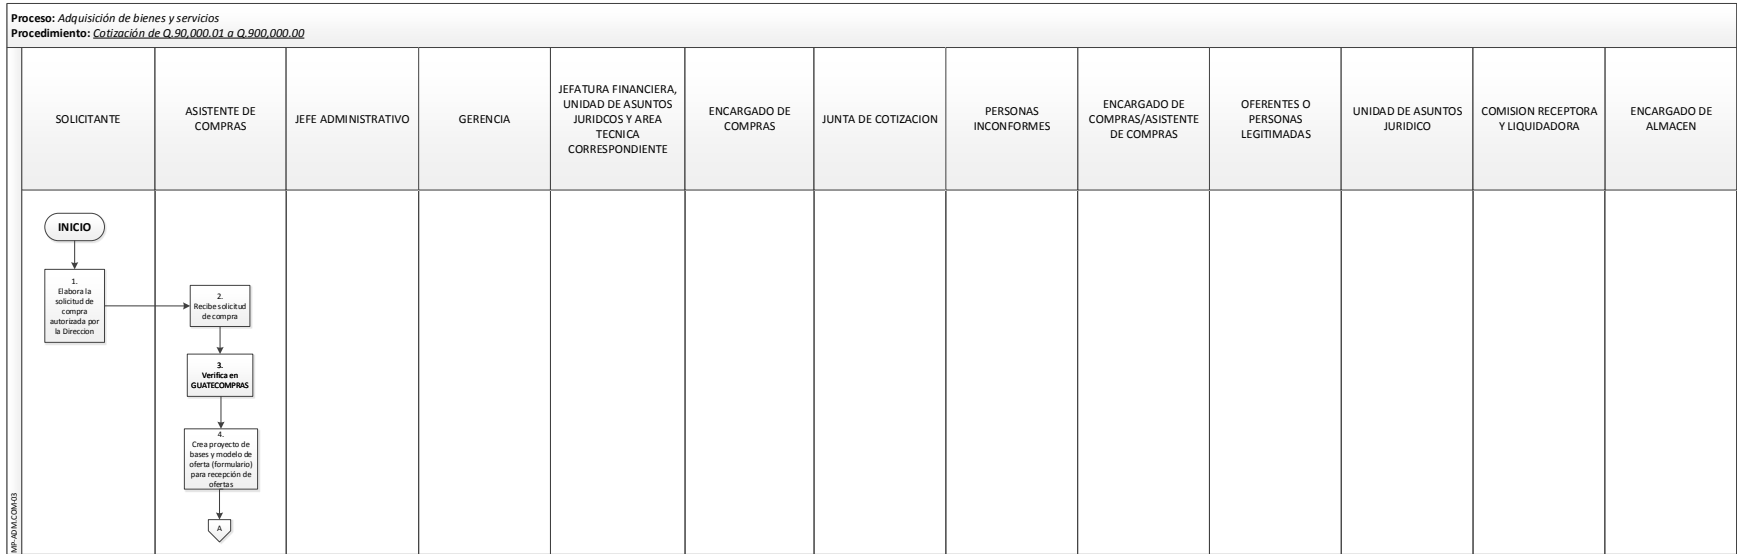 Proceso: Adquisición de bienes y servicios
Procedimiento: Cotización de Q.90,000.01 a Q.900,000.00
SOLICITANTE
ASISTENTE DE
COMPRAS
JEFE ADMINISTRATIVO
GERENCIA
JEFATURA FINANCIERA,
UNIDAD DE ASUNTOS
JURIDCOS Y AREA
TECNICA
CORRESPONDIENTE
ENCARGADO DE
COMPRAS
JUNTA DE COTIZACION
PERSONAS
INCONFORMES
ENCARGADO DE
COMPRAS/ASISTENTE
DE COMPRAS
OFERENTES O
PERSONAS
LEGITIMADAS
UNIDAD DE ASUNTOS
JURIDICO
COMISION RECEPTORA
Y LIQUIDADORA
ENCARGADO DE
ALMACEN
INICIO
1.
Elabora la
solicitud de
compra
autorizada por
la Direccion
2.
Recibe solicitud
de compra
3.
Verifica en
GUATECOMPRAS
4.
Crea proyecto de
bases y modelo de
oferta (formulario)
para recepción de
ofertas
A
MP-ADM.COM-03